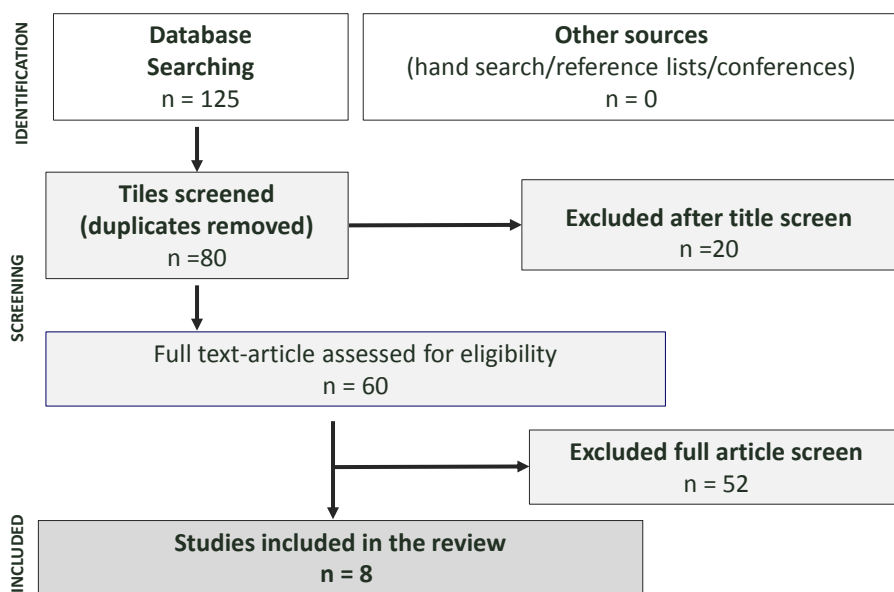 IDENTIFICATION
Database
Searching
n = 125
Other sources
(hand search/reference lists/conferences)
n = 0
SCREENING
Tiles screened
(duplicates removed)
n =80
Excluded after title screen
n =20
Full text-article assessed for eligibility
n = 60
Excluded full article screen
n = 52
INCLUDED
Studies included in the review
n = 8